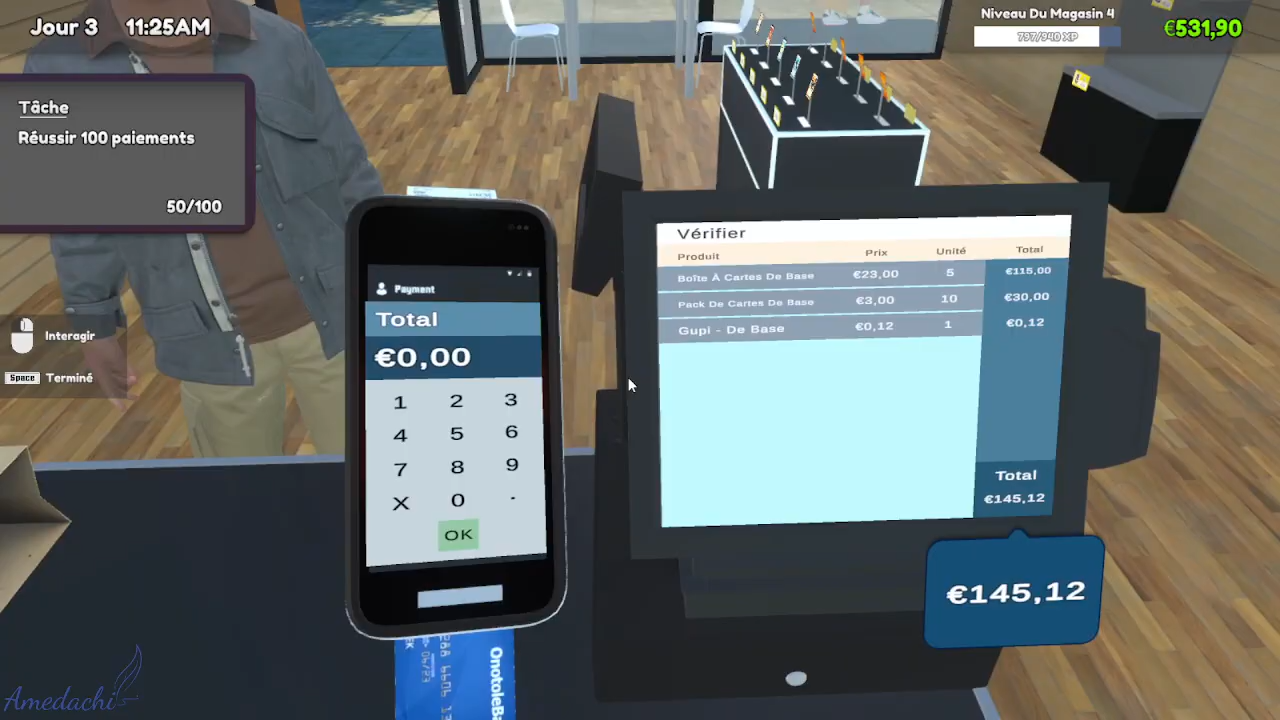 Jour 3 11:25AM
Niveau Du Magasin 4
797/940 XP
€531,90
Tâche
Réussir 100 paiements
50/100
Interagir
Space Terminé
Payment
Total
€0,00
1 2 3
4 5 6
7 8 9
X 0 .
OK
Vérifier
Produit Prix Unité Total
Boîte À Cartes De Base €23,00 5 €115,00
Pack De Cartes De Base €3,00 10 €30,00
Gupi - De Base €0,12 1 €0,12
Total
€145,12
€145,12
04/23
Amedachi